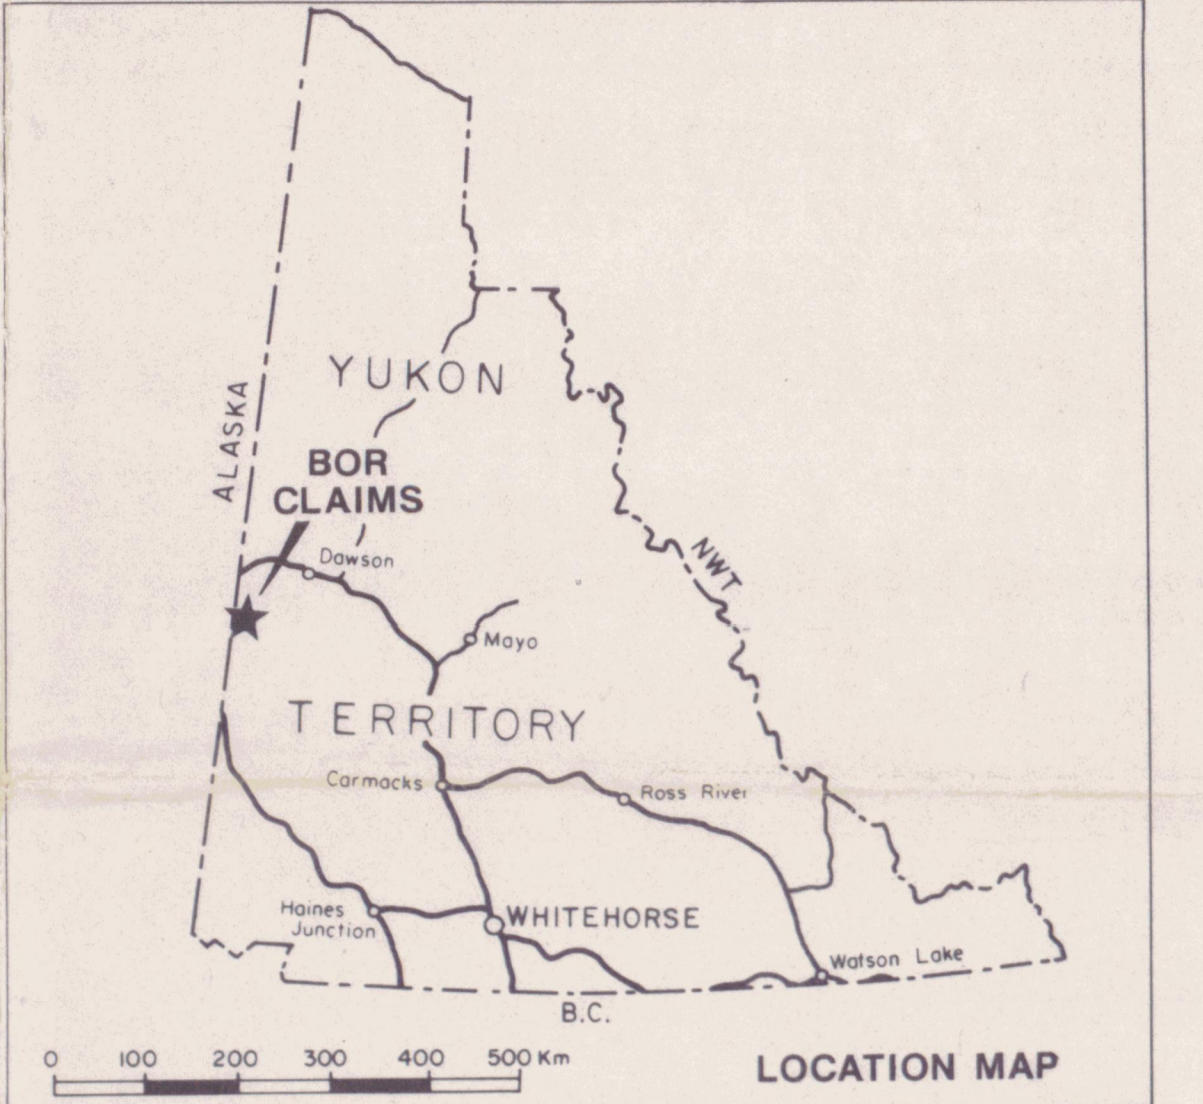 YUKON
ALASKA
BOR
CLAIMS
Dawson
NWT
Mayo
TERRITORY
Carmacks
Ross River
Haines
Junction
WHITEHORSE
Watson Lake
B.C.
0 100 200 300 400 500 Km
LOCATION MAP